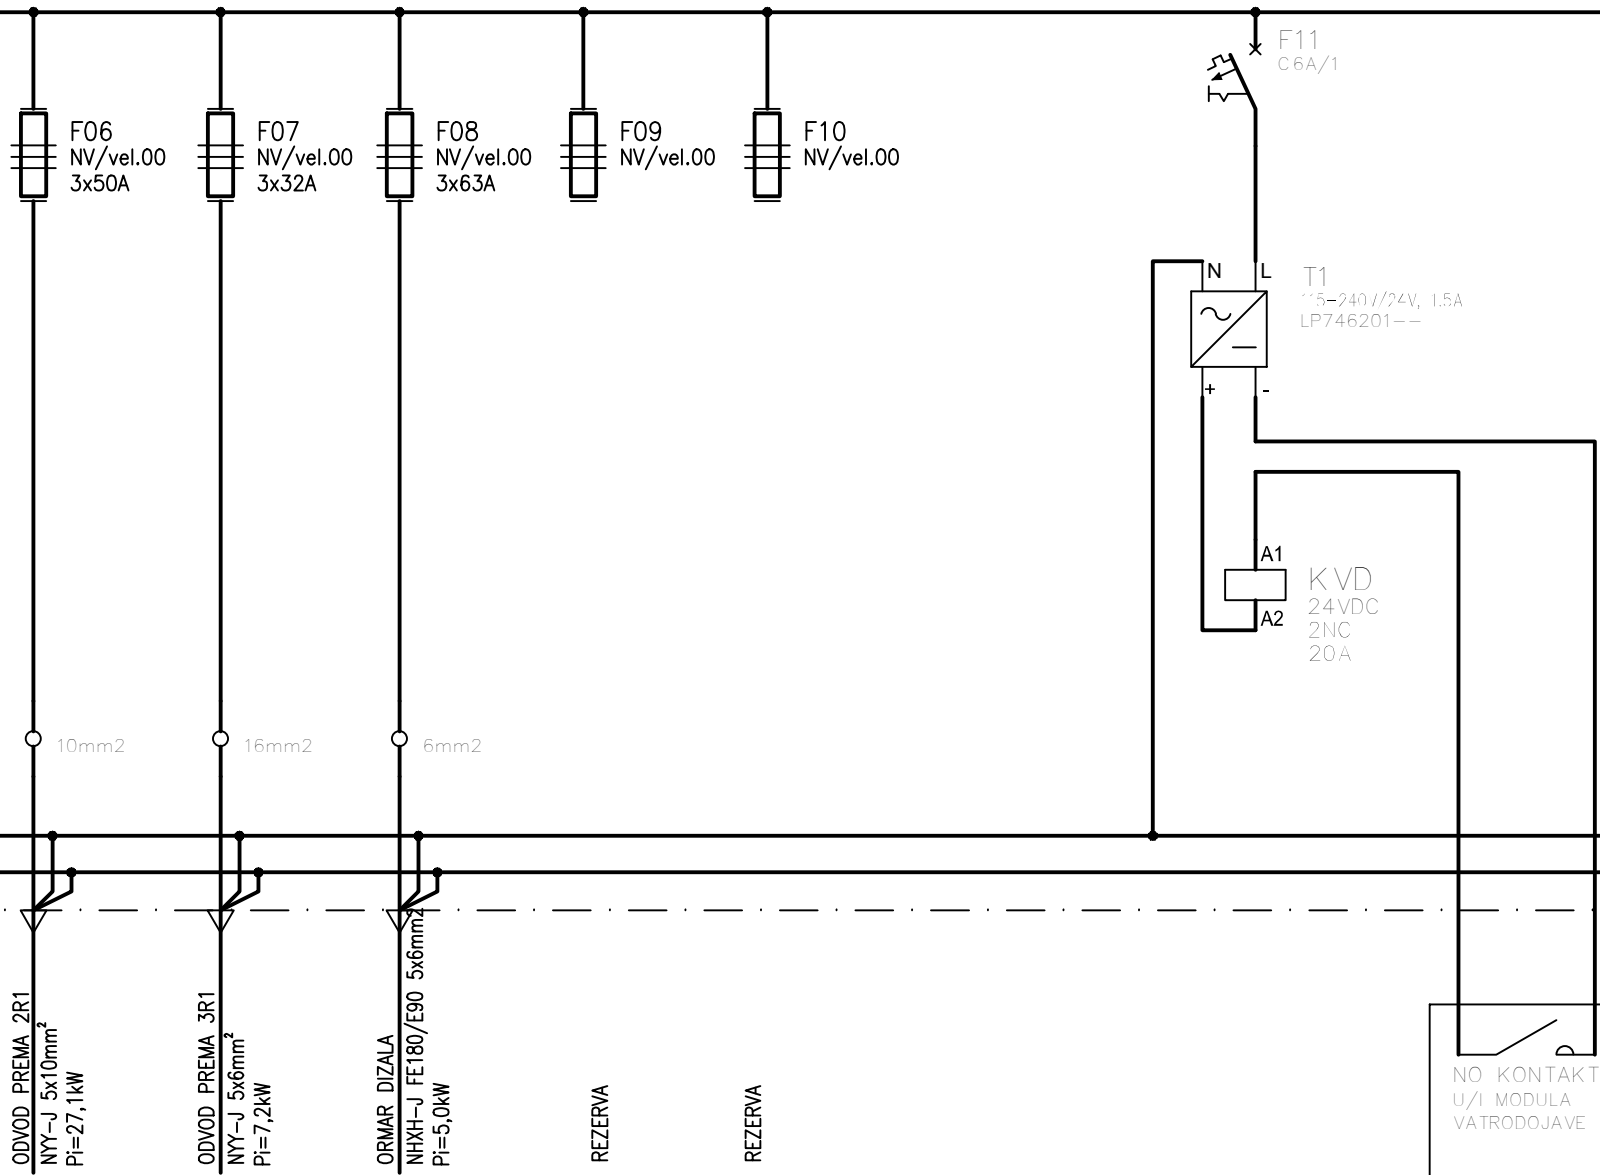 F11
C6A/1
F06
NV/vel.00
3x50A
F07
NV/vel.00
3x32A
F08
NV/vel.00
3x63A
F09
NV/vel.00
F10
NV/vel.00
N
L
T1
24V, 1.5A
LP746201--
+
-
A1
A2
KVD
24VDC
2NC
20A
10mm2
16mm2
6mm2
ODVOD PREMA 2R1
NYY-J 5x10mm²
Pi=27,1kW
ODVOD PREMA 3R1
NYY-J 5x6mm²
Pi=7,2kW
ORMAR DIZALA
NHXH-J FE180/E90 5x6mm2
Pi=5,0kW
REZERVA
REZERVA
NO KONTAKT
U/I MODULA
VATRODOJAVE